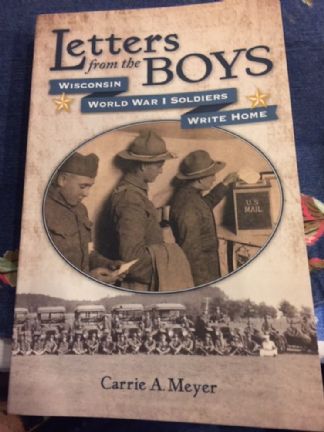 Letters
from the BOYS
WISCONSIN
WORLD WAR I SOLDIERS
WRITE HOME
U.S.
MAIL
Carrie A. Meyer